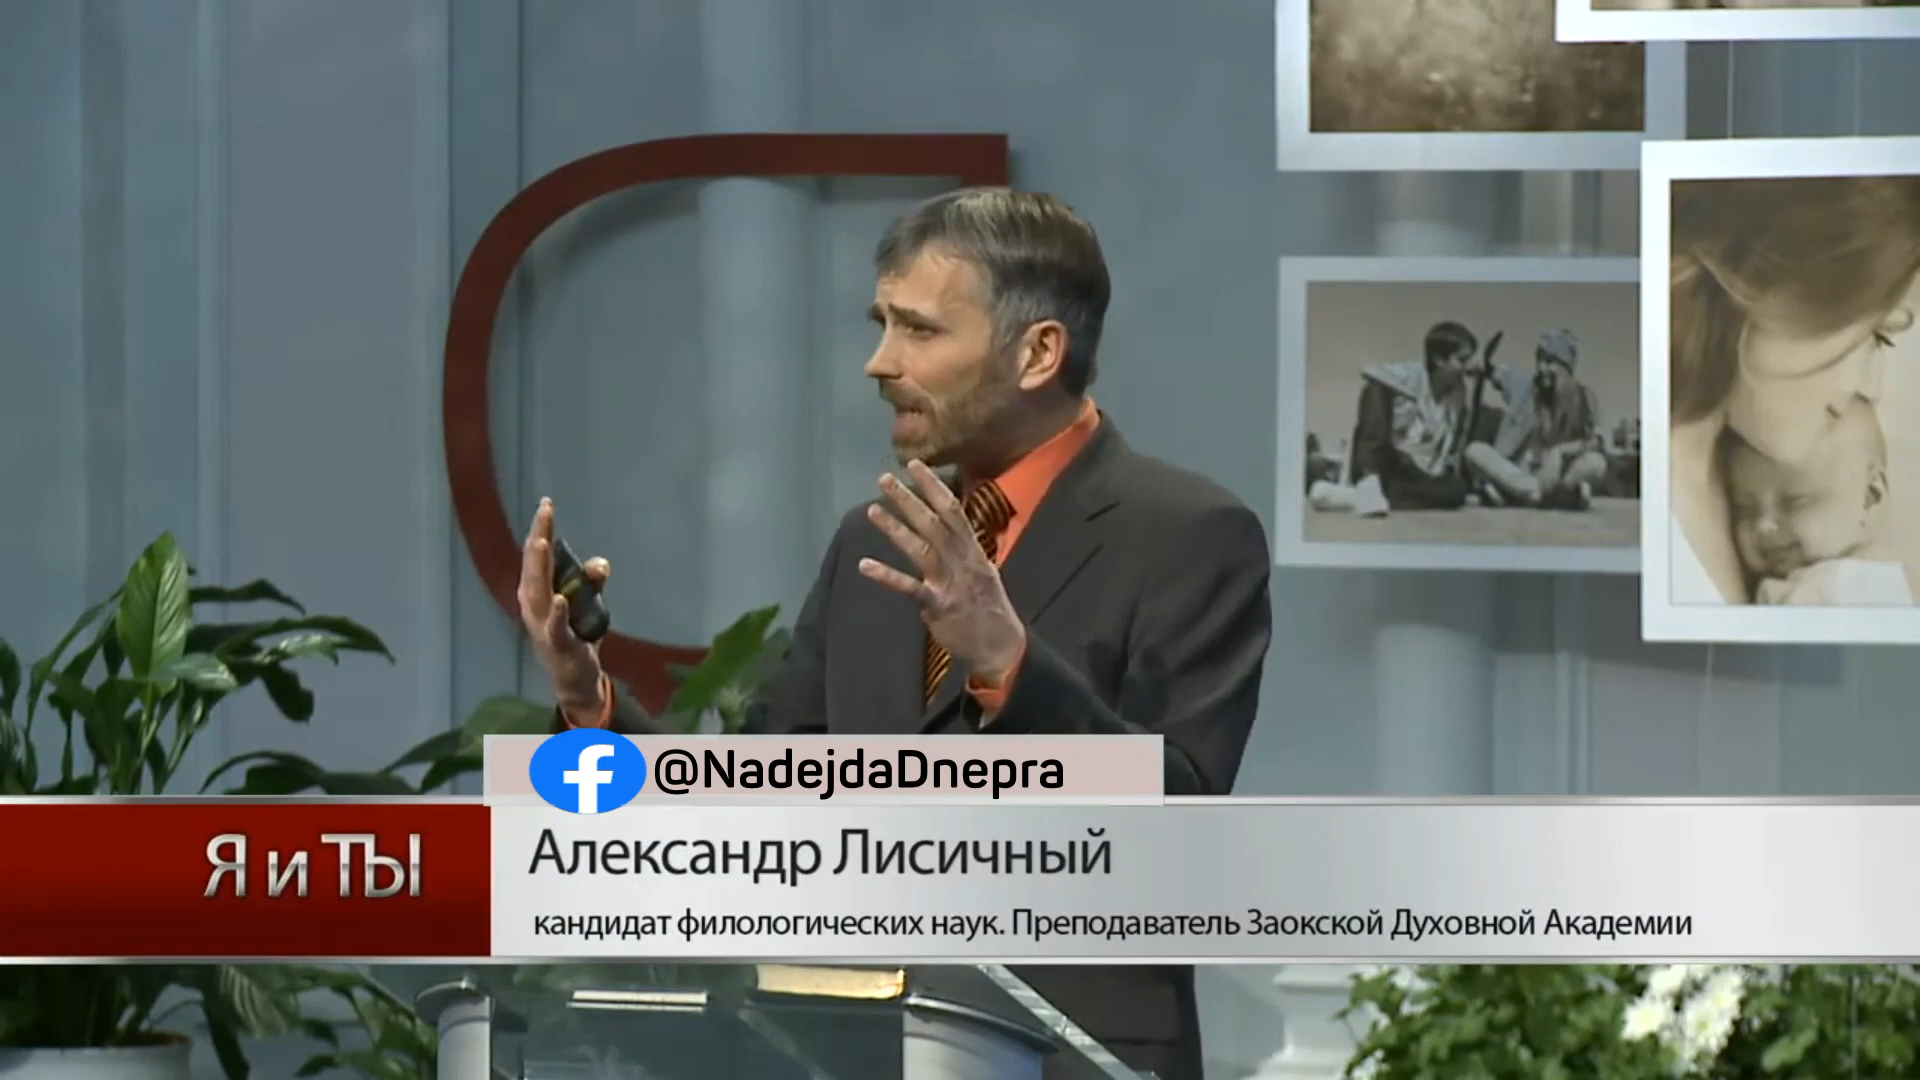 @NadejdaDnepra
Я и ТЫ
Александр Лисичный
кандидат филологических наук. Преподаватель Заокской Духовной Академии